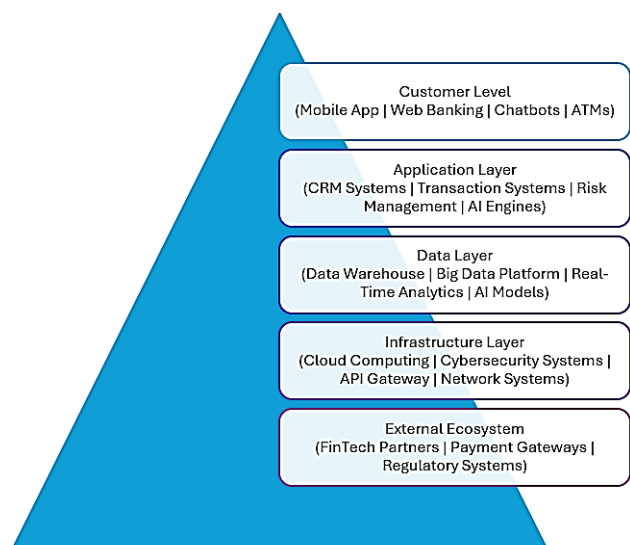 Customer Level
(Mobile App | Web Banking | Chatbots | ATMs)
Application Layer
(CRM Systems | Transaction Systems | Risk
Management | AI Engines)
Data Layer
(Data Warehouse | Big Data Platform | Real-
Time Analytics | AI Models)
Infrastructure Layer
(Cloud Computing | Cybersecurity Systems |
API Gateway | Network Systems)
External Ecosystem
(FinTech Partners | Payment Gateways |
Regulatory Systems)